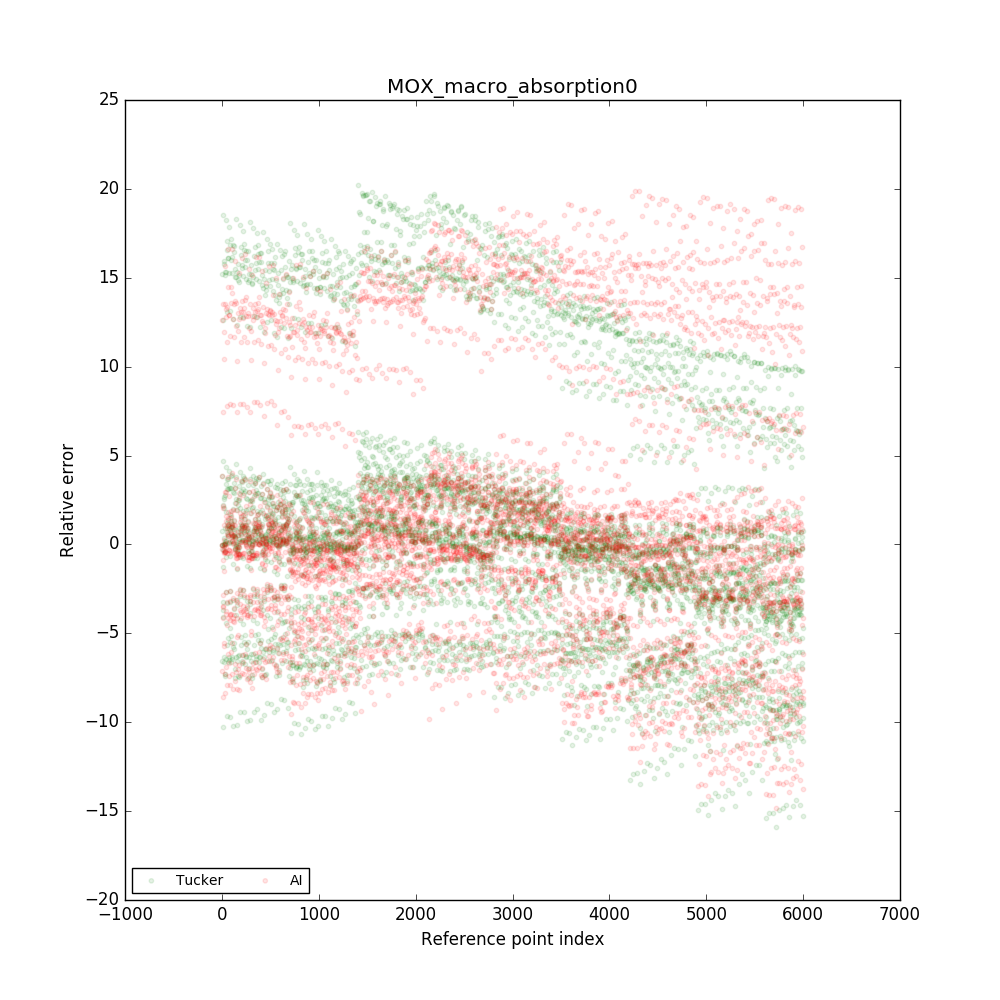 MOX_macro_absorption0
25
20
15
10
5
0
−5
−10
−15
−20
Relative error
Tucker AI
−1000 0 1000 2000 3000 4000 5000 6000 7000
Reference point index